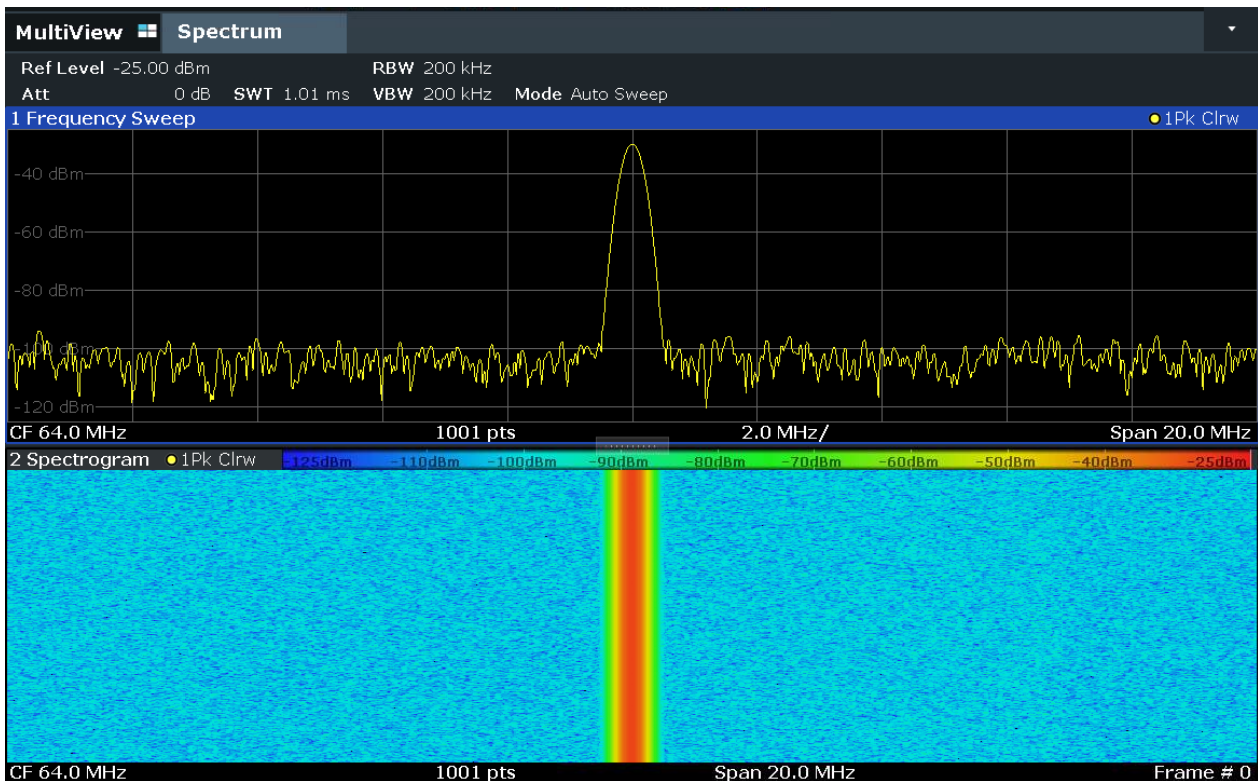 MultiView Spectrum
Ref Level -25.00 dBm RBW 200 kHz
Att 0 dB SWT 1.01 ms VBW 200 kHz Mode Auto Sweep
1 Frequency Sweep 1Pk Clrw
-40 dBm
-60 dBm
-80 dBm
-100 dBm
-120 dBm
CF 64.0 MHz 1001 pts 2.0 MHz/ Span 20.0 MHz
2 Spectrogram 1Pk Clrw -125dBm -110dBm -100dBm -90dBm -80dBm -70dBm -60dBm -50dBm -40dBm -25dBm
CF 64.0 MHz 1001 pts Span 20.0 MHz Frame # 0